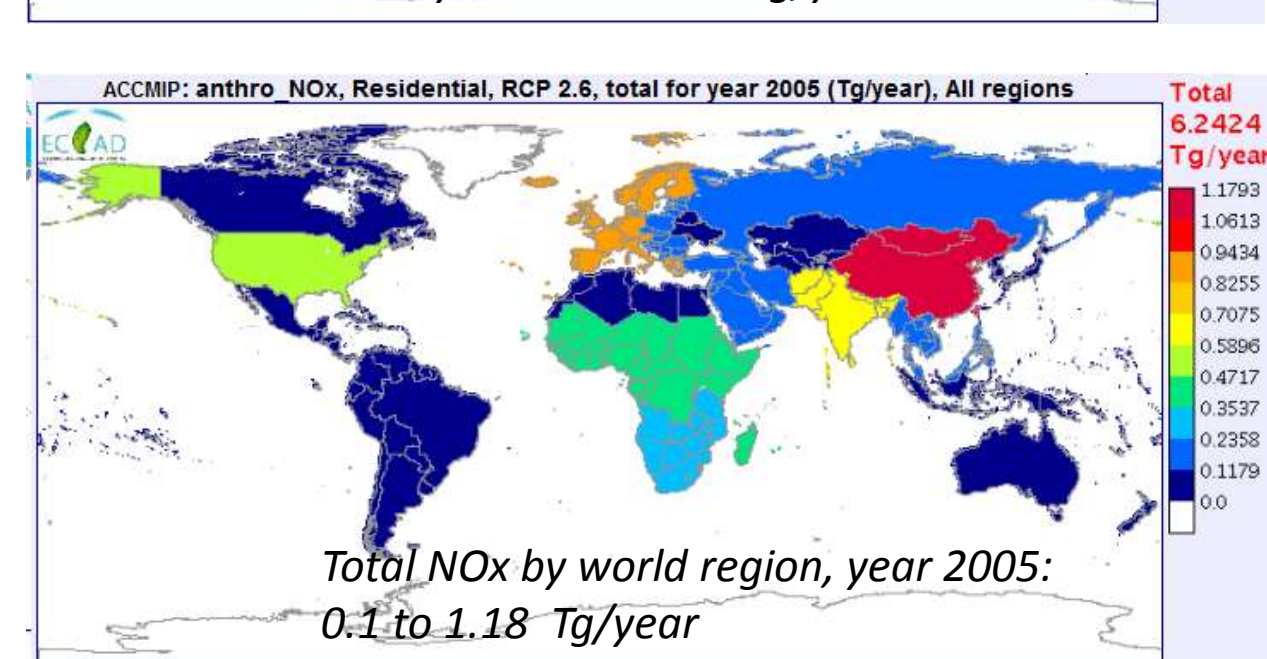 ACCMIP: anthro_NOx, Residential, RCP 2.6, total for year 2005 (Tg/year), All regions
Total
6.2424
Tg/year
ECCAD
1.1793
1.0613
0.9434
0.8255
0.7075
0.5896
0.4717
0.3537
0.2358
0.1179
0.0
Total NOx by world region, year 2005:
0.1 to 1.18 Tg/year